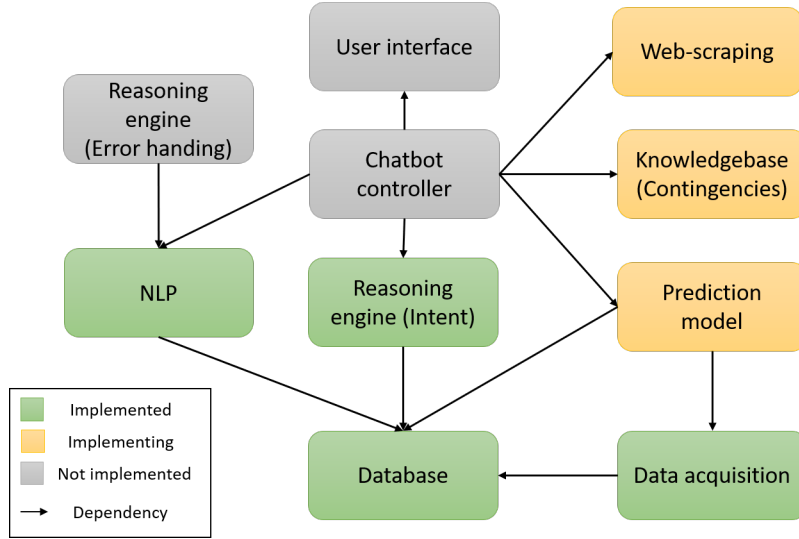 User interface
Web-scraping
Reasoning
engine
(Error handing)
Chatbot
controller
Knowledgebase
(Contingencies)
NLP
Reasoning
engine (Intent)
Prediction
model
Implemented
Implementing
Not implemented
Dependency
Database
Data acquisition